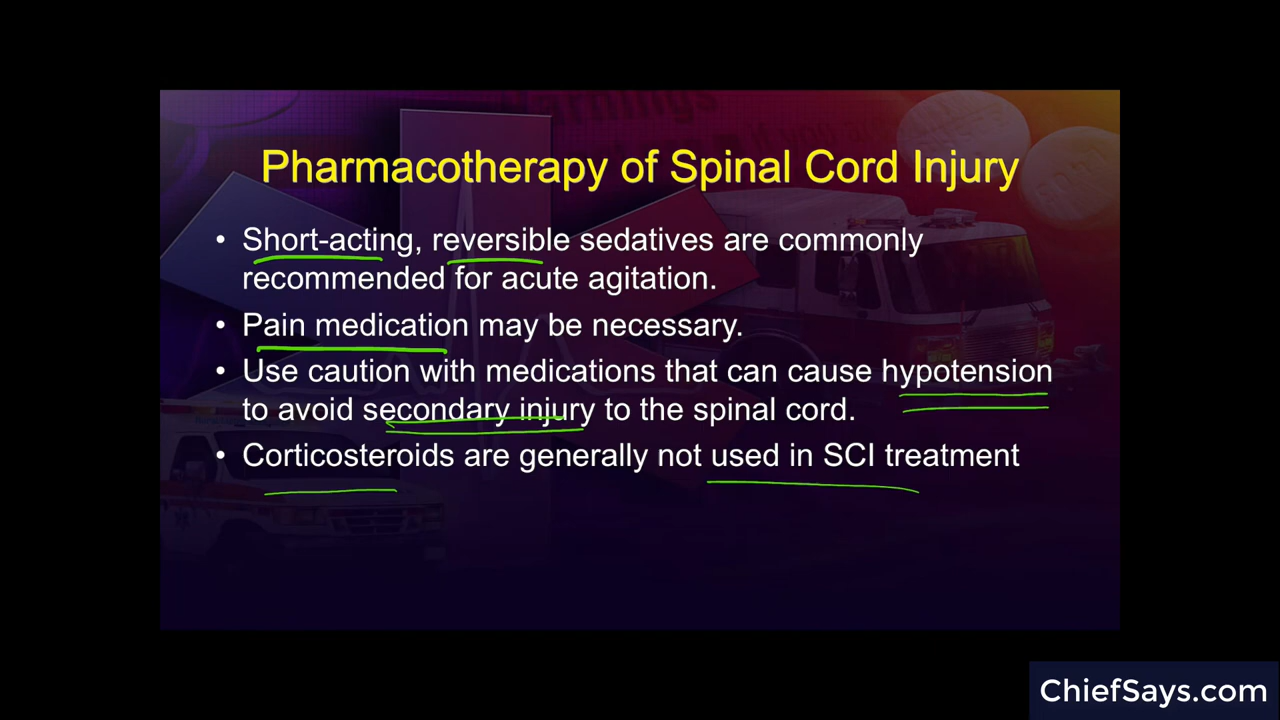 Warnings
Pharmacotherapy of Spinal Cord Injury
• Short-acting, reversible sedatives are commonly
recommended for acute agitation.
• Pain medication may be necessary.
• Use caution with medications that can cause hypotension
to avoid secondary injury to the spinal cord.
• Corticosteroids are generally not used in SCI treatment
ChiefSays.com